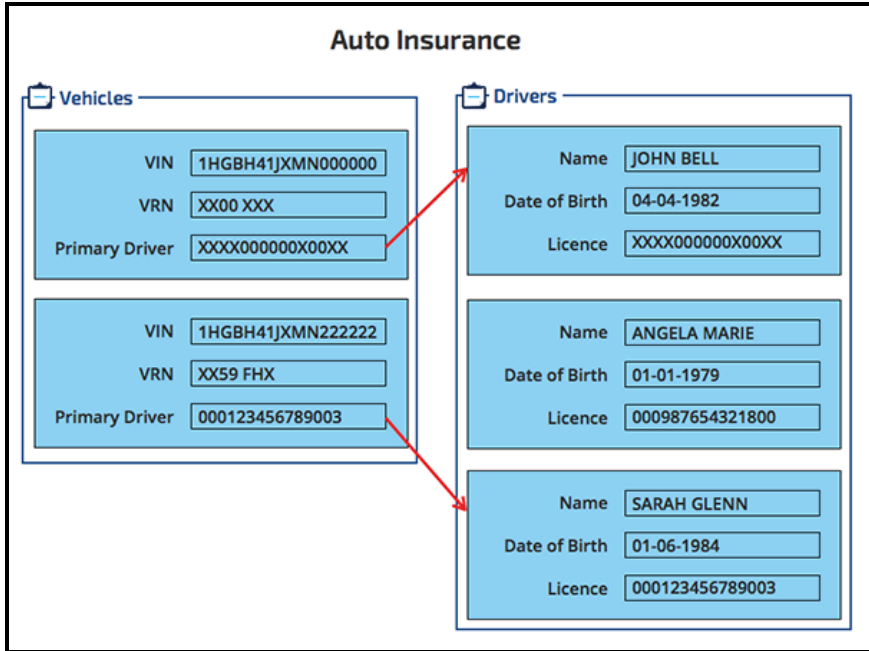 Auto Insurance
Vehicles
VIN 1HGBH41JXMN000000
VRN XX00 XXX
Primary Driver XXXX000000X00XX
VIN 1HGBH41JXMN222222
VRN XX59 FHX
Primary Driver 000123456789003
Drivers
Name JOHN BELL
Date of Birth 04-04-1982
Licence XXXX000000X00XX
Name ANGELA MARIE
Date of Birth 01-01-1979
Licence 000987654321800
Name SARAH GLENN
Date of Birth 01-06-1984
Licence 000123456789003